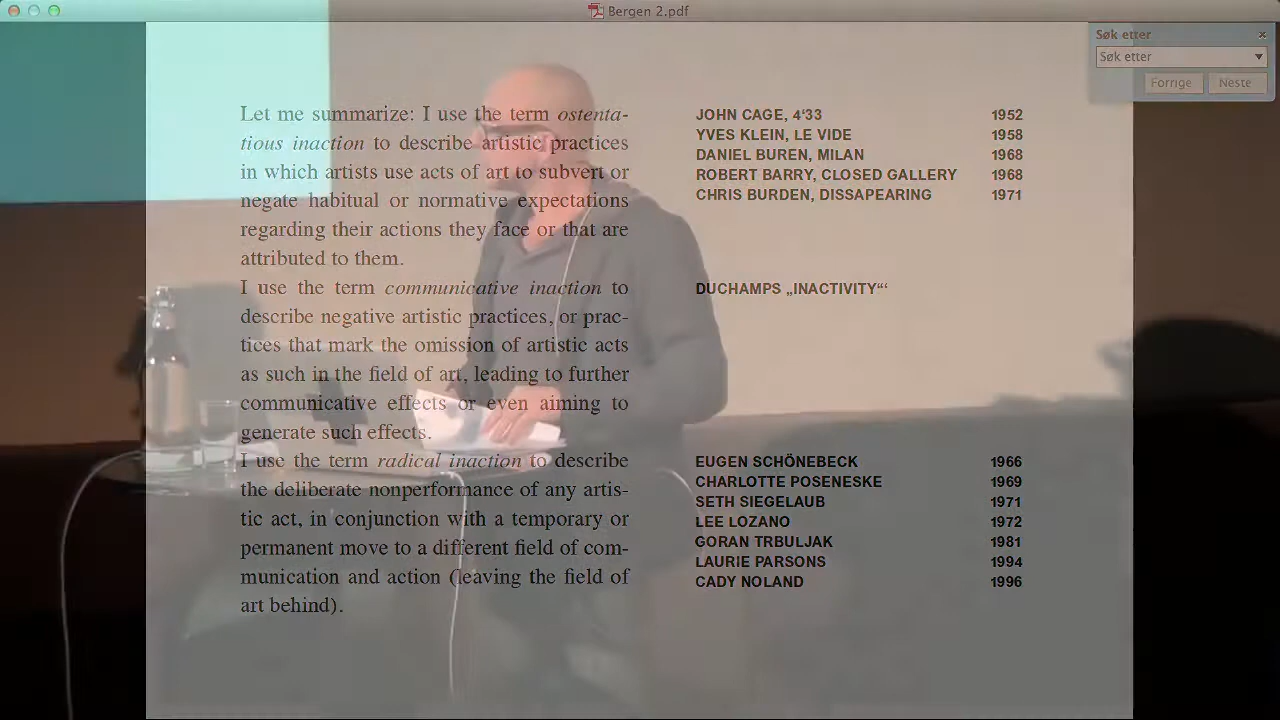 Bergen 2.pdf
Søk etter
Søk etter
Forrige Neste
Let me summarize: I use the term ostenta-
tious inaction to describe artistic practices
in which artists use acts of art to subvert or
negate habitual or normative expectations
regarding their actions they face or that are
attributed to them.
I use the term communicative inaction to
describe negative artistic practices, or prac-
tices that mark the omission of artistic acts
as such in the field of art, leading to further
communicative effects or even aiming to
generate such effects.
I use the term radical inaction to describe
the deliberate nonperformance of any artis-
tic act, in conjunction with a temporary or
permanent move to a different field of com-
munication and action (leaving the field of
art behind).
JOHN CAGE, 4‘33 1952
YVES KLEIN, LE VIDE 1958
DANIEL BUREN, MILAN 1968
ROBERT BARRY, CLOSED GALLERY 1968
CHRIS BURDEN, DISSAPEARING 1971
DUCHAMPS „INACTIVITY“‘
EUGEN SCHÖNEBECK 1966
CHARLOTTE POSENESKE 1969
SETH SIEGELAUB 1971
LEE LOZANO 1972
GORAN TRBULJAK 1981
LAURIE PARSONS 1994
CADY NOLAND 1996